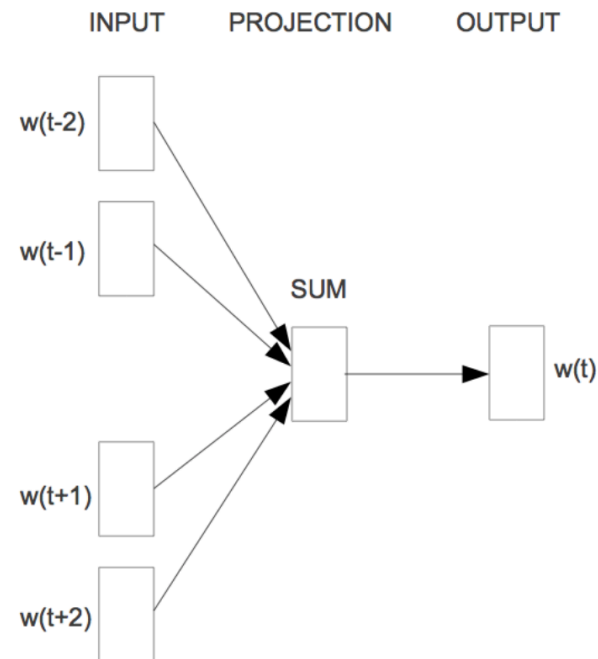 INPUT PROJECTION OUTPUT
w(t-2)
w(t-1)
SUM
w(t)
w(t+1)
w(t+2)